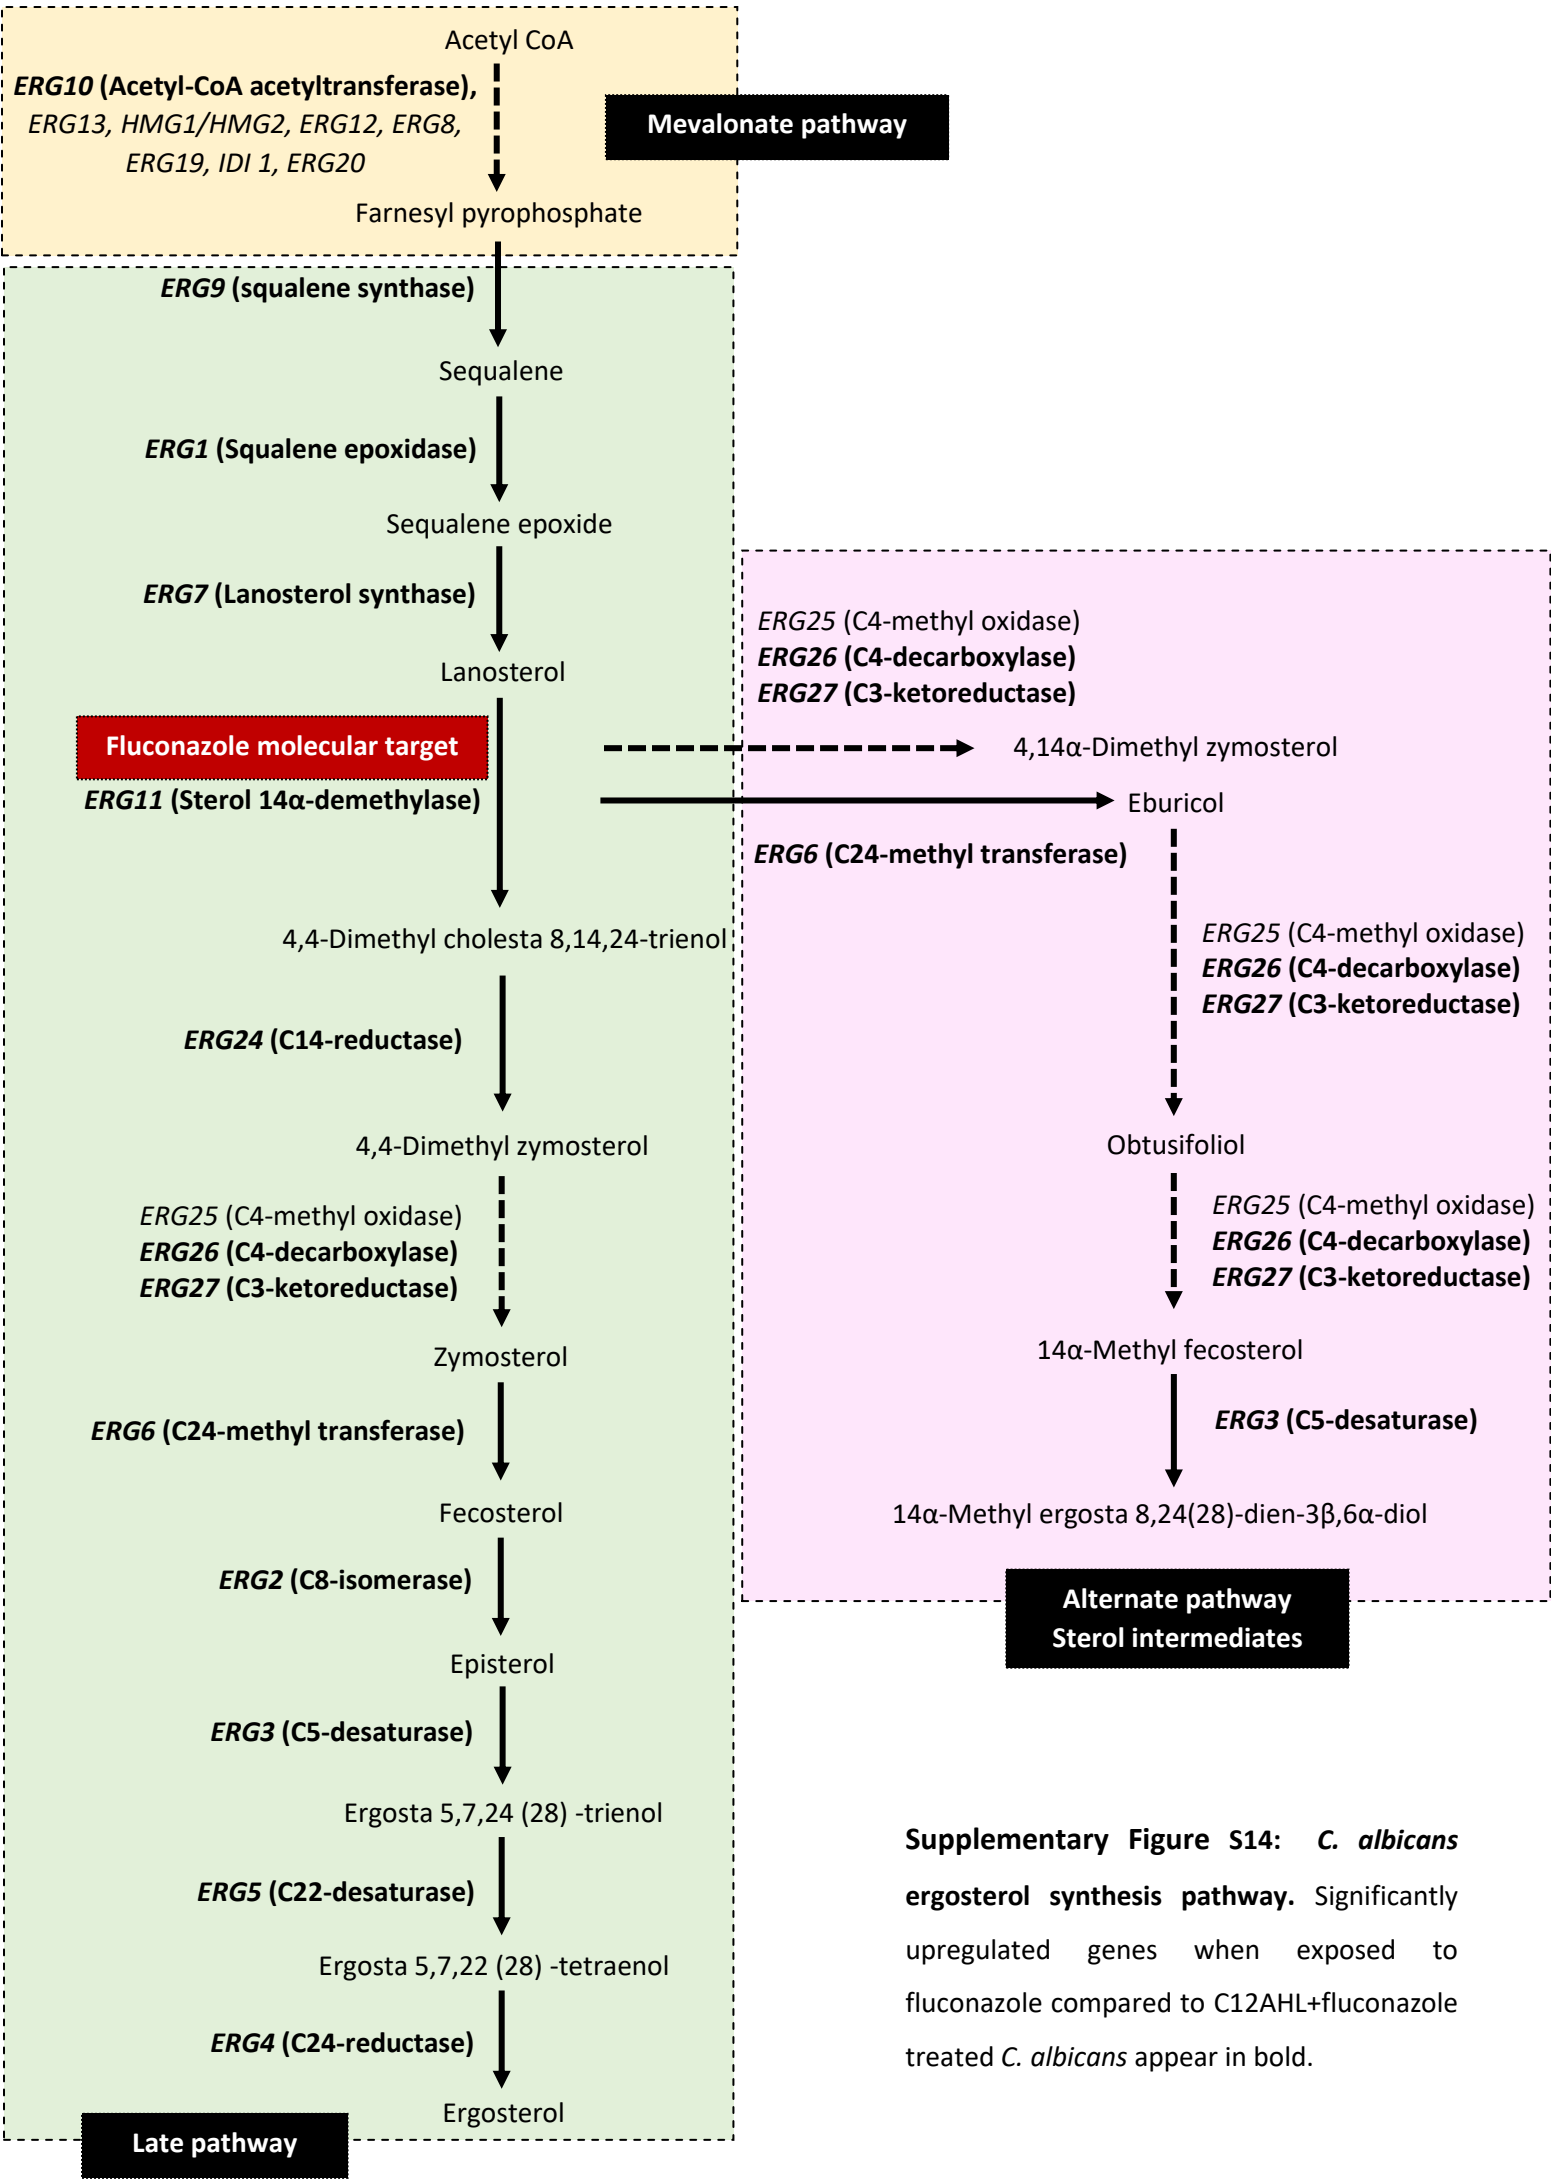 Acetyl CoA
ERG10 (Acetyl-CoA acetyltransferase),
ERG13, HMG1/HMG2, ERG12, ERG8,
ERG19, IDI 1, ERG20
Mevalonate pathway
Farnesyl pyrophosphate
ERG9 (squalene synthase)
Sequalene
ERG1 (Squalene epoxidase)
Sequalene epoxide
ERG7 (Lanosterol synthase)
Lanosterol
Fluconazole molecular target
ERG11 (Sterol 14α-demethylase)
4,4-Dimethyl cholesta 8,14,24-trienol
ERG24 (C14-reductase)
4,4-Dimethyl zymosterol
ERG25 (C4-methyl oxidase)
ERG26 (C4-decarboxylase)
ERG27 (C3-ketoreductase)
Zymosterol
ERG6 (C24-methyl transferase)
Fecosterol
ERG2 (C8-isomerase)
Episterol
ERG3 (C5-desaturase)
Ergosta 5,7,24 (28) -trienol
ERG5 (C22-desaturase)
Ergosta 5,7,22 (28) -tetraenol
ERG4 (C24-reductase)
Ergosterol
Late pathway
ERG25 (C4-methyl oxidase)
ERG26 (C4-decarboxylase)
ERG27 (C3-ketoreductase)
4,14α-Dimethyl zymosterol
Eburicol
ERG6 (C24-methyl transferase)
ERG25 (C4-methyl oxidase)
ERG26 (C4-decarboxylase)
ERG27 (C3-ketoreductase)
Obtusifoliol
ERG25 (C4-methyl oxidase)
ERG26 (C4-decarboxylase)
ERG27 (C3-ketoreductase)
14α-Methyl fecosterol
ERG3 (C5-desaturase)
14α-Methyl ergosta 8,24(28)-dien-3β,6α-diol
Alternate pathway
Sterol intermediates
Supplementary Figure S14: C. albicans
ergosterol synthesis pathway. Significantly
upregulated genes when exposed to
fluconazole compared to C12AHL+fluconazole
treated C. albicans appear in bold.